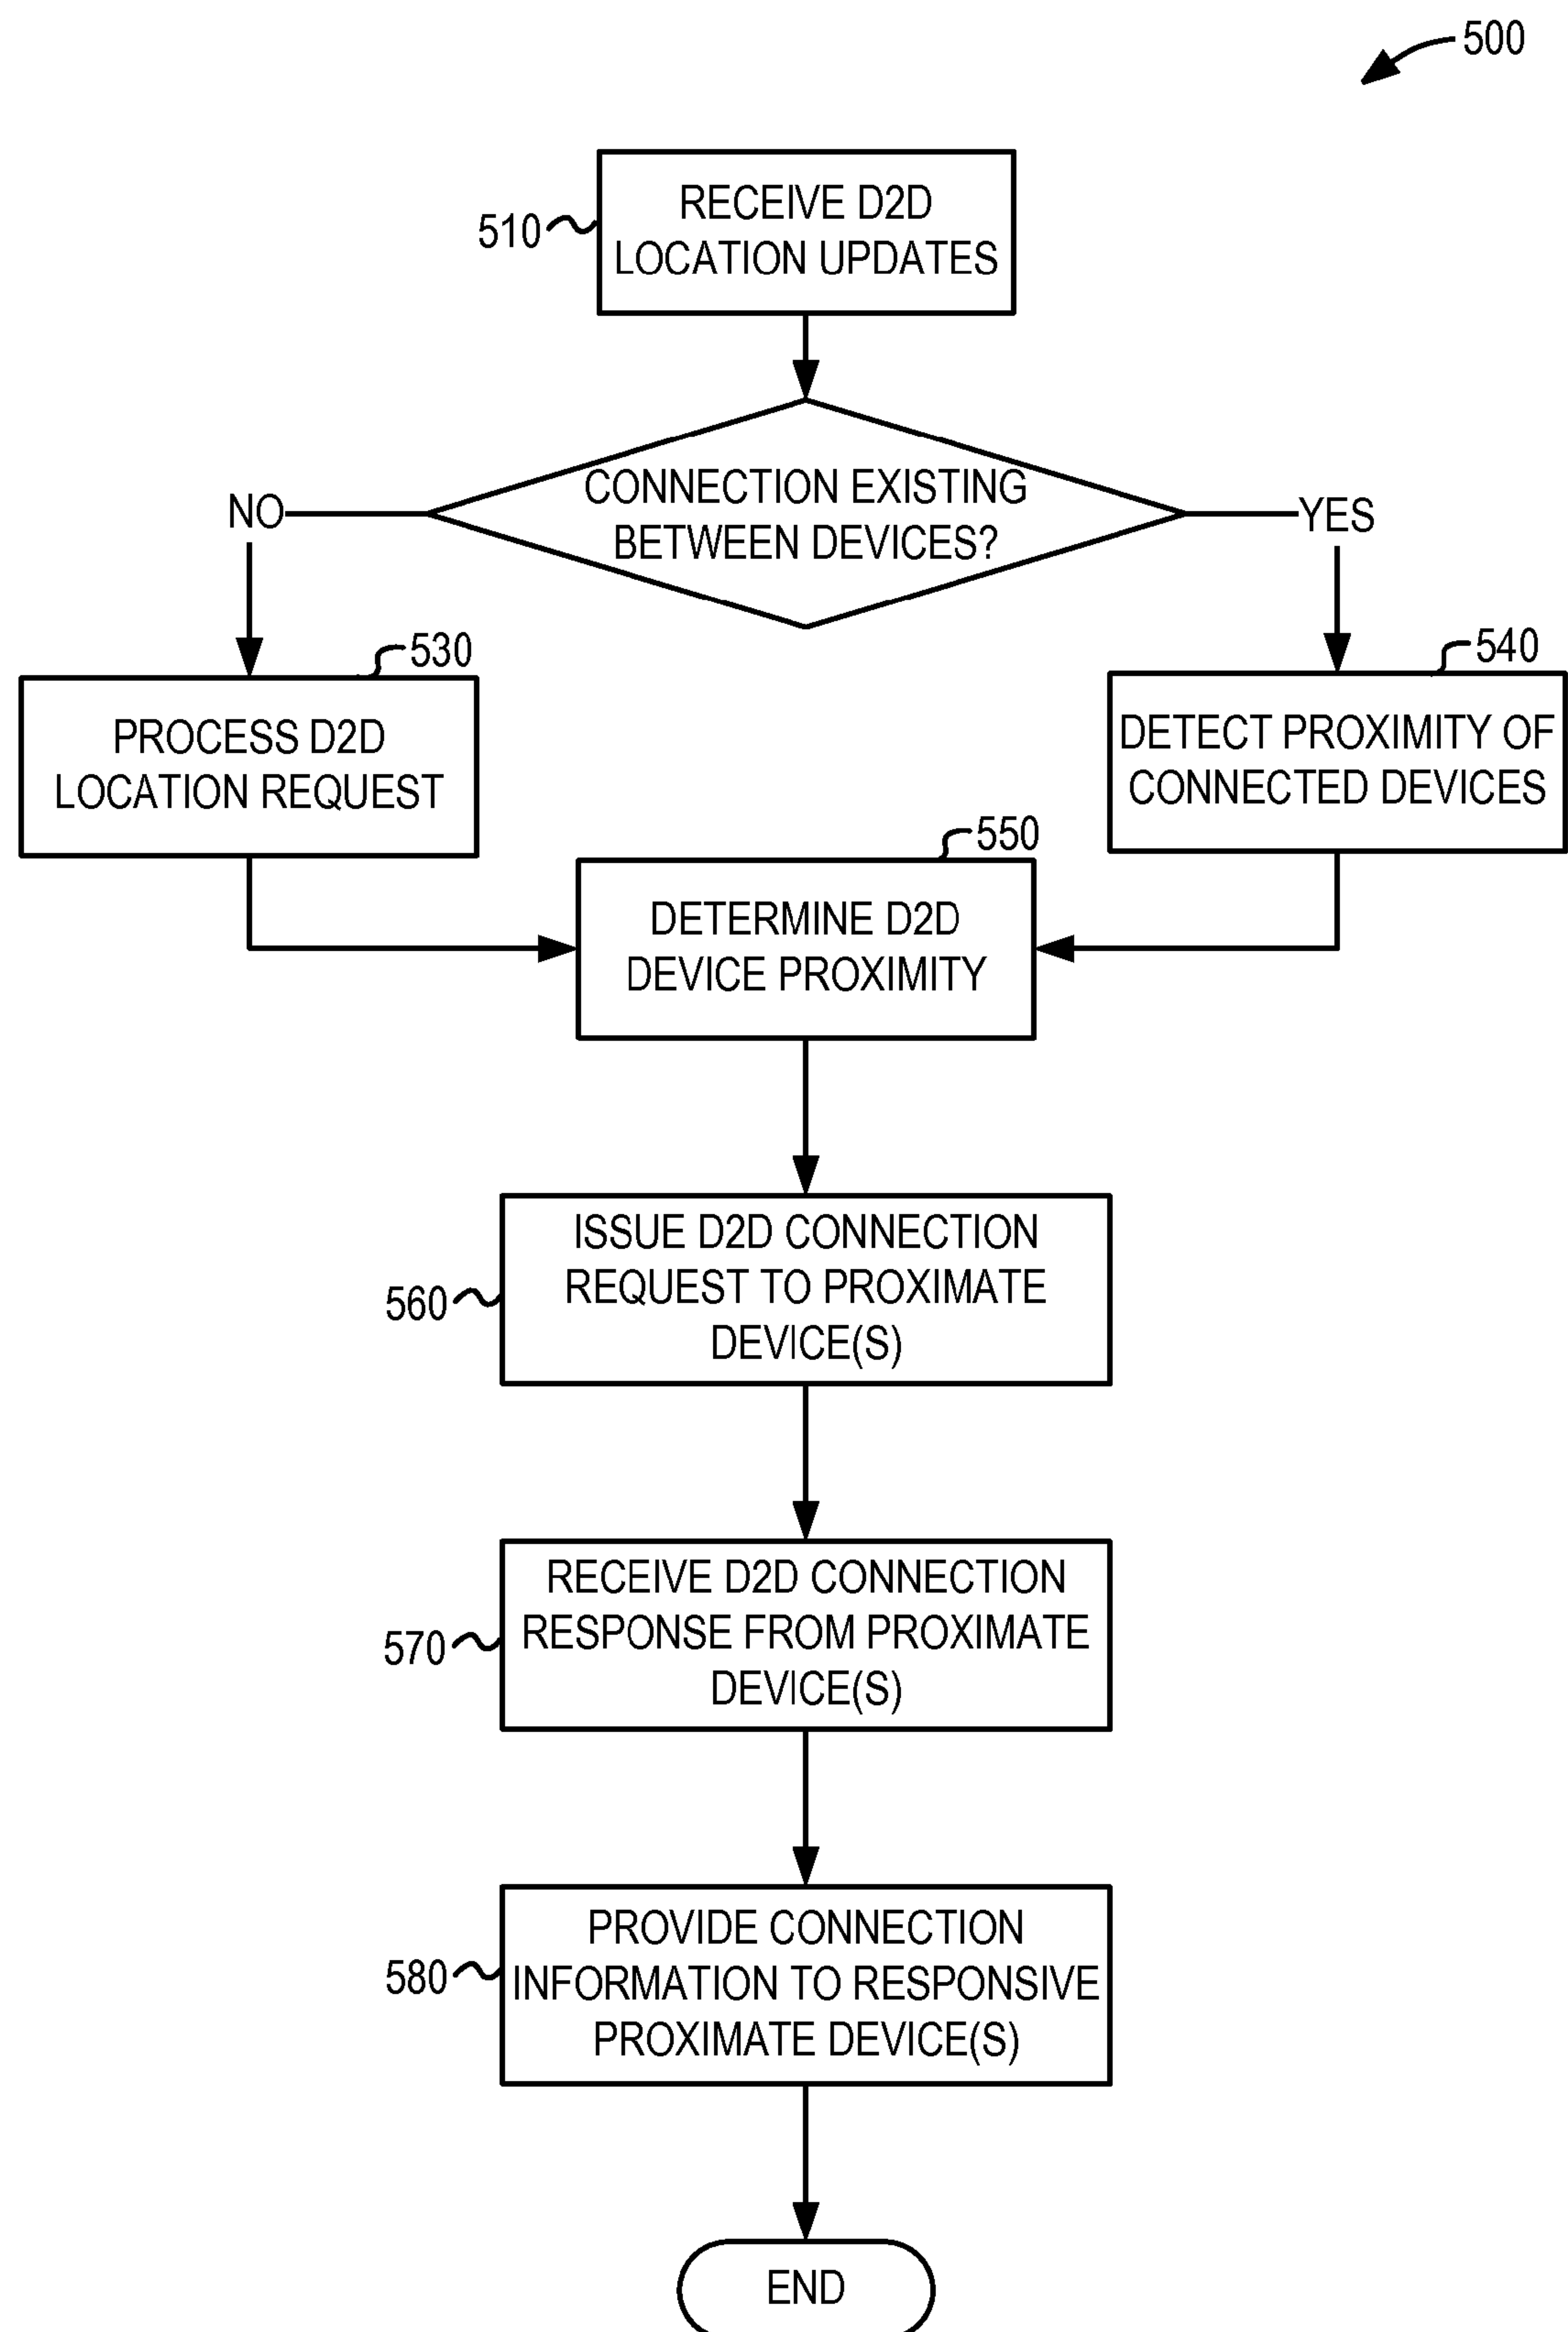 500
510
RECEIVE D2D
LOCATION UPDATES
CONNECTION EXISTING
BETWEEN DEVICES?
NO
YES
530
PROCESS D2D
LOCATION REQUEST
540
DETECT PROXIMITY OF
CONNECTED DEVICES
550
DETERMINE D2D
DEVICE PROXIMITY
560
ISSUE D2D CONNECTION
REQUEST TO PROXIMATE
DEVICE(S)
570
RECEIVE D2D CONNECTION
RESPONSE FROM PROXIMATE
DEVICE(S)
580
PROVIDE CONNECTION
INFORMATION TO RESPONSIVE
PROXIMATE DEVICE(S)
END